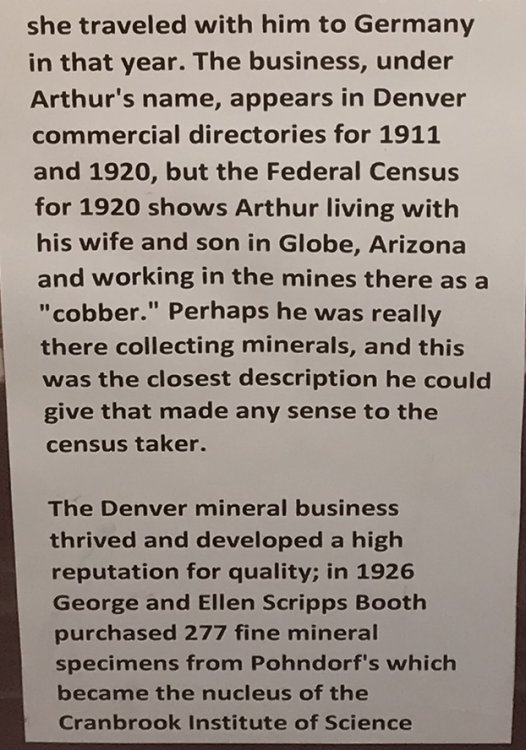 she traveled with him to Germany
in that year. The business, under
Arthur's name, appears in Denver
commercial directories for 1911
and 1920, but the Federal Census
for 1920 shows Arthur living with
his wife and son in Globe, Arizona
and working in the mines there as a
"cobber." Perhaps he was really
there collecting minerals, and this
was the closest description he could
give that made any sense to the
census taker.

The Denver mineral business
thrived and developed a high
reputation for quality; in 1926
George and Ellen Scripps Booth
purchased 277 fine mineral
specimens from Pohndorf's which
became the nucleus of the
Cranbrook Institute of Science